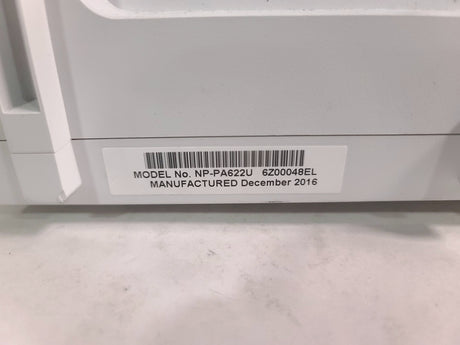 MODEL No. NP-PA622U 6Z00048EL
MANUFACTURED December 2016